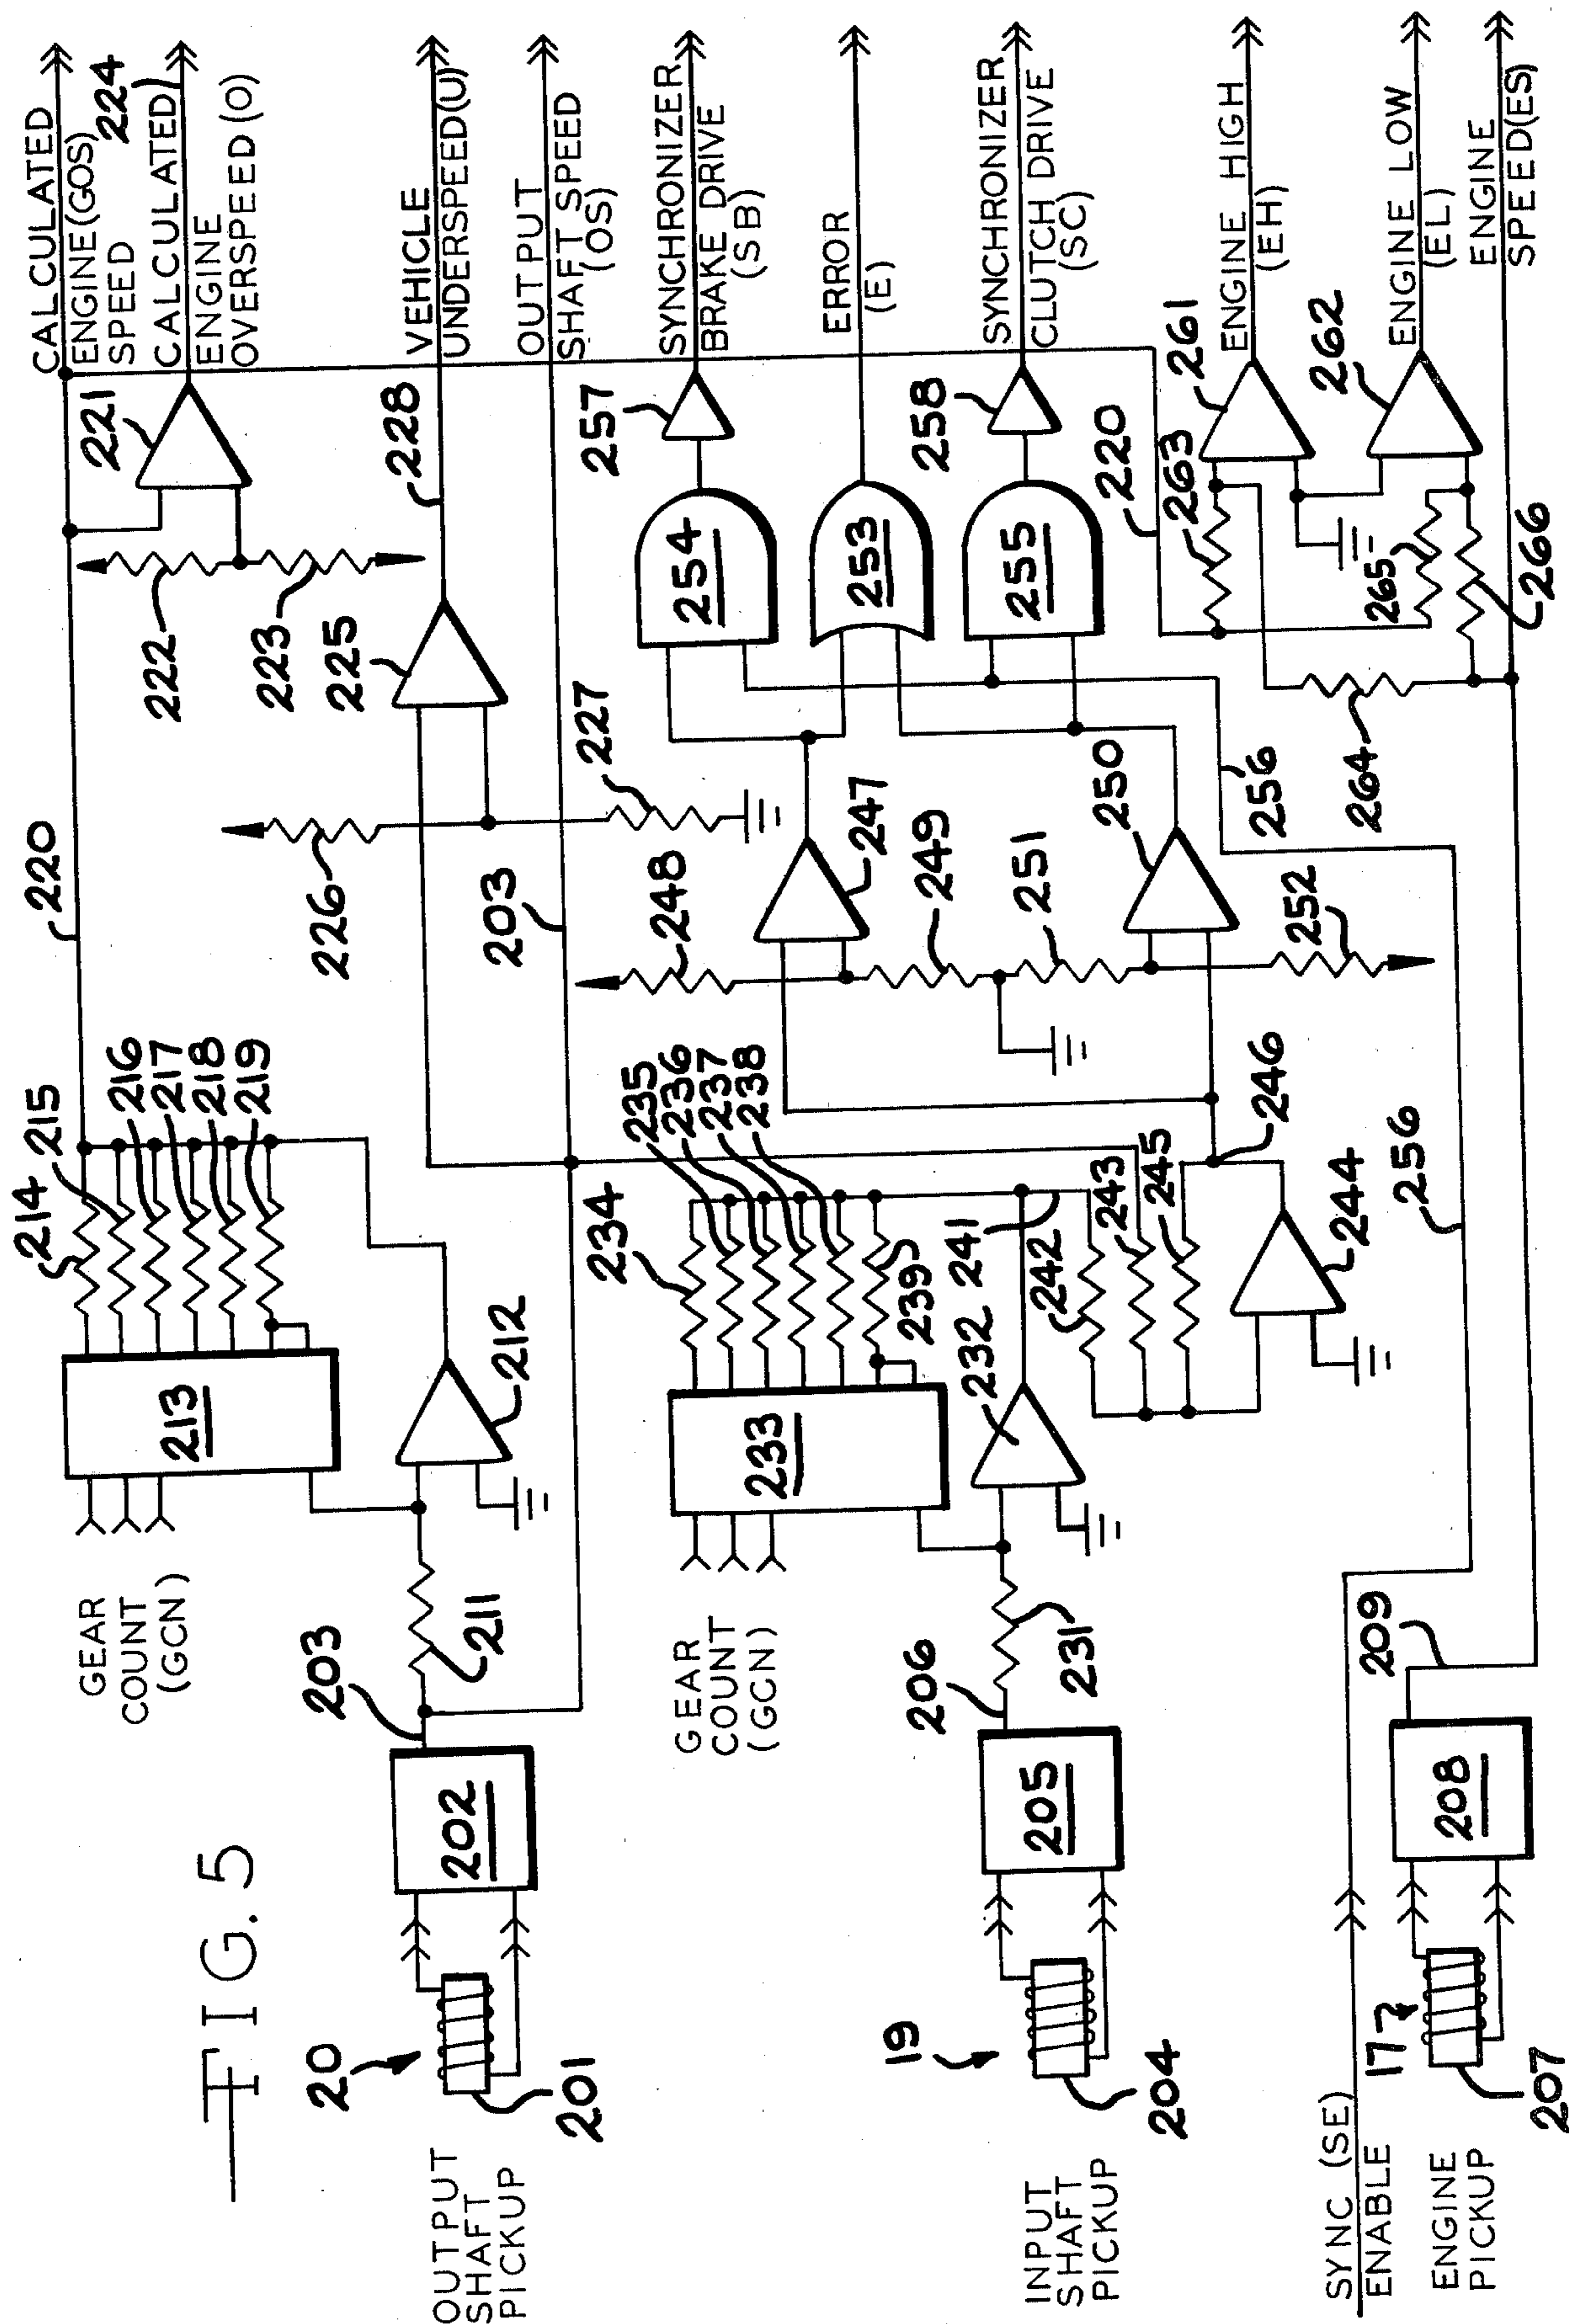 FIG. 5
OUTPUT
SHAFT
PICKUP
20
201
202
203
211
GEAR
COUNT
(GCN)
213
212
214
215
216
217
218
219
220
226
222
223
225
227
203
221
228
CALCULATED
ENGINE (GOS)
SPEED
224
CALCULATED
ENGINE
OVERSPEED (O)
VEHICLE
UNDERSPEED (U)
OUTPUT
SHAFT SPEED
(OS)
INPUT
SHAFT
PICKUP
19
204
205
206
231
GEAR
COUNT
(GCN)
233
232
234
235
236
237
238
239
241
242
243
245
244
246
248
249
251
252
247
250
254
253
255
257
258
SYNCHRONIZER
BRAKE DRIVE
(SB)
ERROR
(E)
SYNCHRONIZER
CLUTCH DRIVE
(SC)
SYNC (SE)
ENABLE
ENGINE
PICKUP
17
207
208
209
256
256
264
220
263
265
266
261
262
ENGINE HIGH
(EH)
ENGINE LOW
(EL)
ENGINE
SPEED (ES)